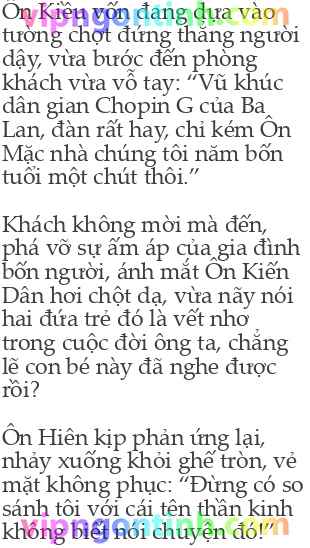 Ôn Kiều vốn đang dựa vào
tường chợt đứng thẳng người
dậy, vừa bước đến phòng
khách vừa vỗ tay: “Vũ khúc
dân gian Chopin G của Ba
Lan, đàn rất hay, chỉ kém Ôn
Mặc nhà chúng tôi năm bốn
tuổi một chút thôi.”
Khách không mời mà đến,
phá vỡ sự ấm áp của gia đình
bốn người, ánh mắt Ôn Kiến
Dân hơi chột dạ, vừa nãy nói
hai đứa trẻ đó là vết nhơ
trong cuộc đời ông ta, chẳng
lẽ con bé này đã nghe được
rồi?
Ôn Hiên kịp phản ứng lại,
nhảy xuống khỏi ghế tròn, vẻ
mặt không phục: “Đừng có so
sánh tôi với cái tên thần kinh
không biết nói chuyện đó!”
vipngontinh.com
vipngontinh.com